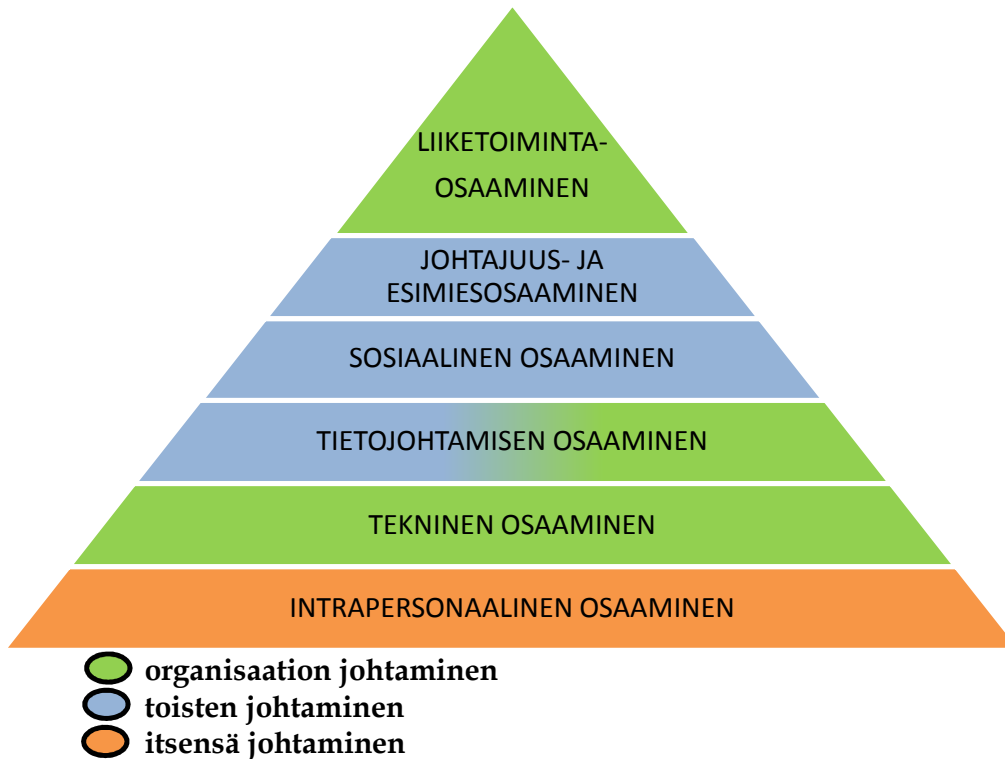 LIIKETOIMINTA-
OSAAMINEN
JOHTAJUUS- JA
ESIMIESOSAAMINEN
SOSIAALINEN OSAAMINEN
TIETOJOHTAMISEN OSAAMINEN
TEKNINEN OSAAMINEN
INTRAPERSONAALINEN OSAAMINEN
organisaation johtaminen
toisten johtaminen
itsensä johtaminen